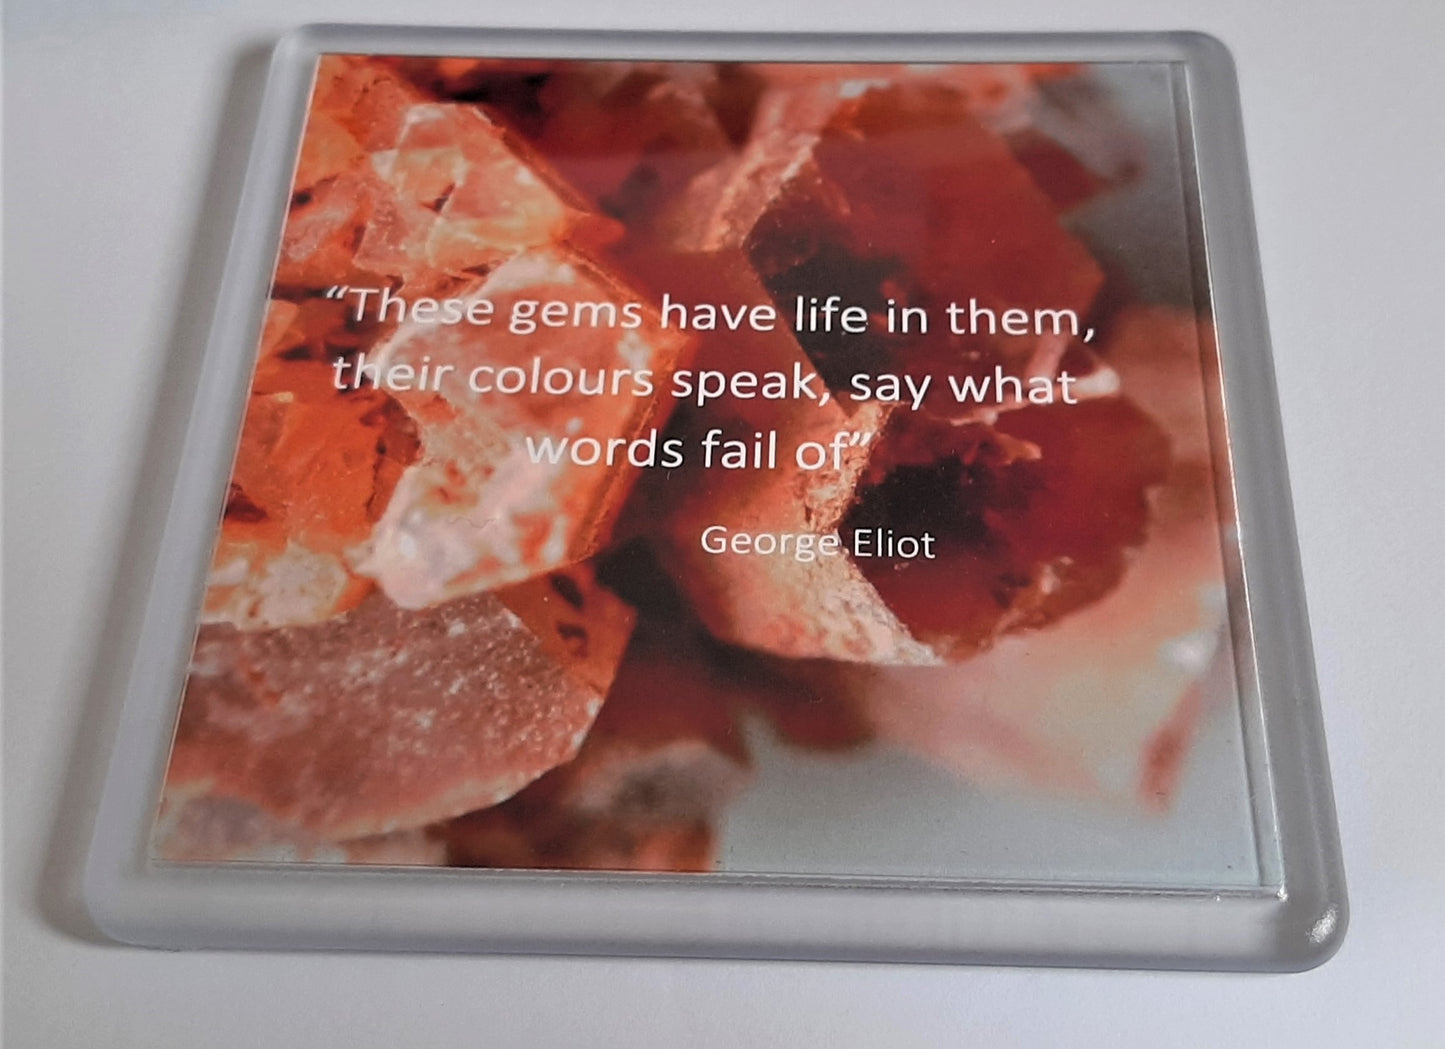 “These gems have life in them,
their colours speak, say what
words fail of”
George Eliot